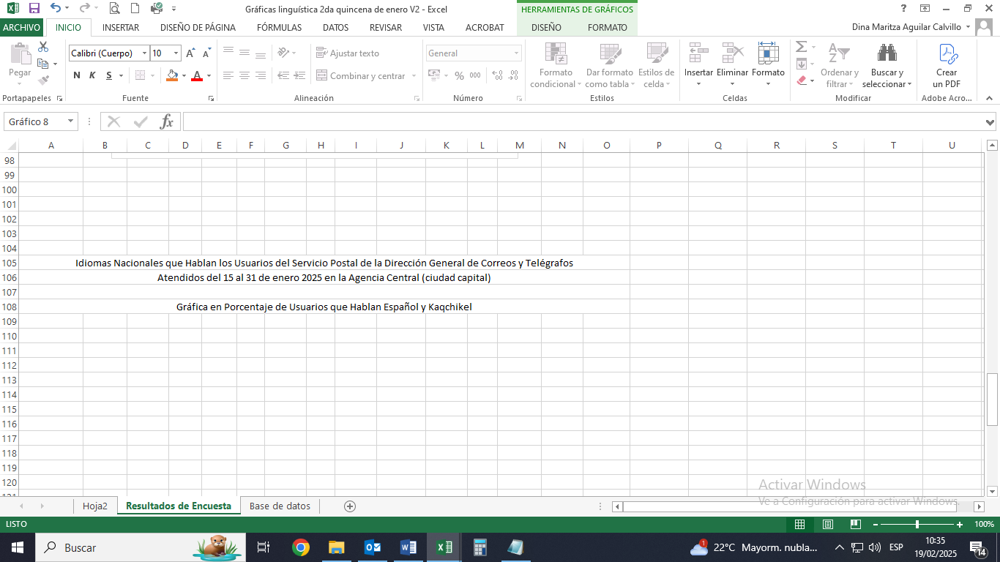 Gráficas linguística 2da quincena de enero V2 - Excel
HERRAMIENTAS DE GRÁFICOS
?
ARCHIVO INICIO INSERTAR DISEÑO DE PÁGINA FÓRMULAS DATOS REVISAR VISTA ACROBAT DISEÑO FORMATO
Dina Maritza Aguilar Calvillo
Pegar
Calibri (Cuerpo) 10
N K S
Ajustar texto
Combinar y centrar
General
% 000
Formato condicional
Dar formato como tabla
Estilos de celda
Insertar Eliminar Formato
Ordenar y filtrar
Buscar y seleccionar
Crear un PDF
Portapapeles Fuente Alineación Número Estilos Celdas Modificar Adobe Acro...
Gráfico 8
fx
A B C D E F G H I J K L M N O P Q R S T U
98
99
100
101
102
103
104
105 Idiomas Nacionales que Hablan los Usuarios del Servicio Postal de la Dirección General de Correos y Telégrafos
106 Atendidos del 15 al 31 de enero 2025 en la Agencia Central (ciudad capital)
107
108 Gráfica en Porcentaje de Usuarios que Hablan Español y Kaqchikel
109
110
111
112
113
114
115
116
117
118
119
120
Activar Windows
Ve a Configuración para activar Windows.
Hoja2 Resultados de Encuesta Base de datos
LISTO
100%
Buscar
22°C Mayorm. nubla...
ESP
10:35
19/02/2025
14